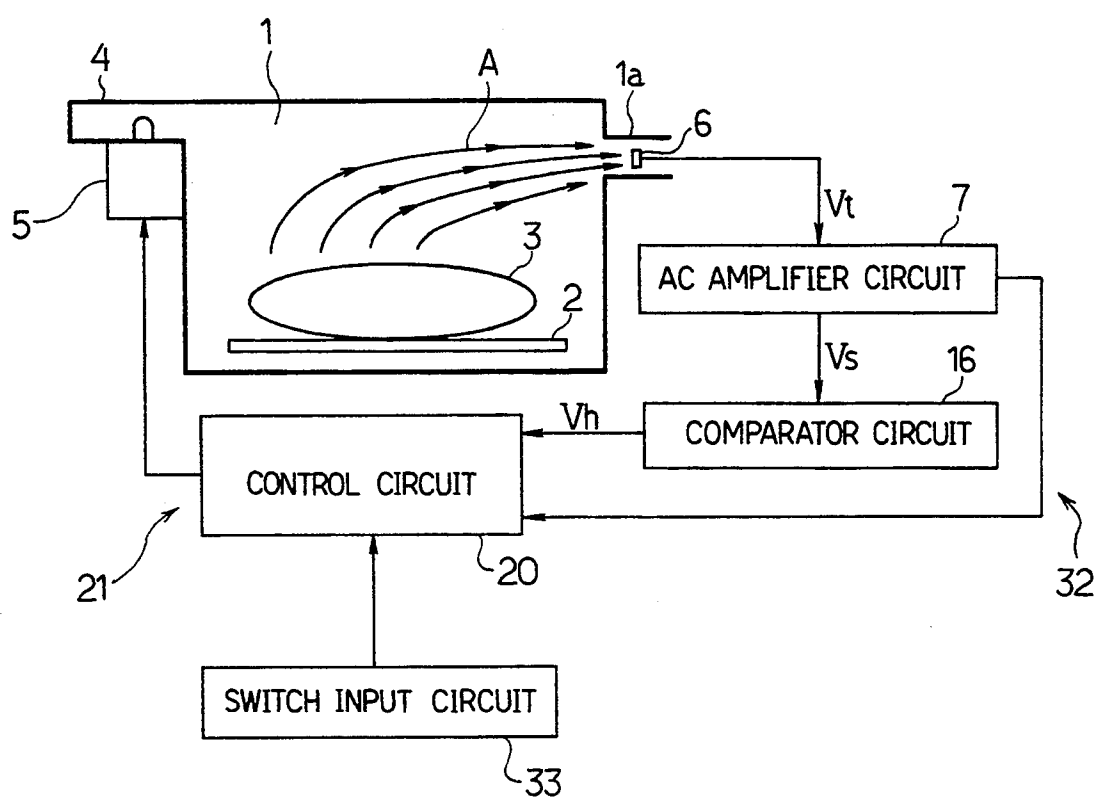 1
4
A
1a
6
5
Vt
7
3
AC AMPLIFIER CIRCUIT
2
Vs
16
Vh
COMPARATOR CIRCUIT
CONTROL CIRCUIT
21
20
32
SWITCH INPUT CIRCUIT
33